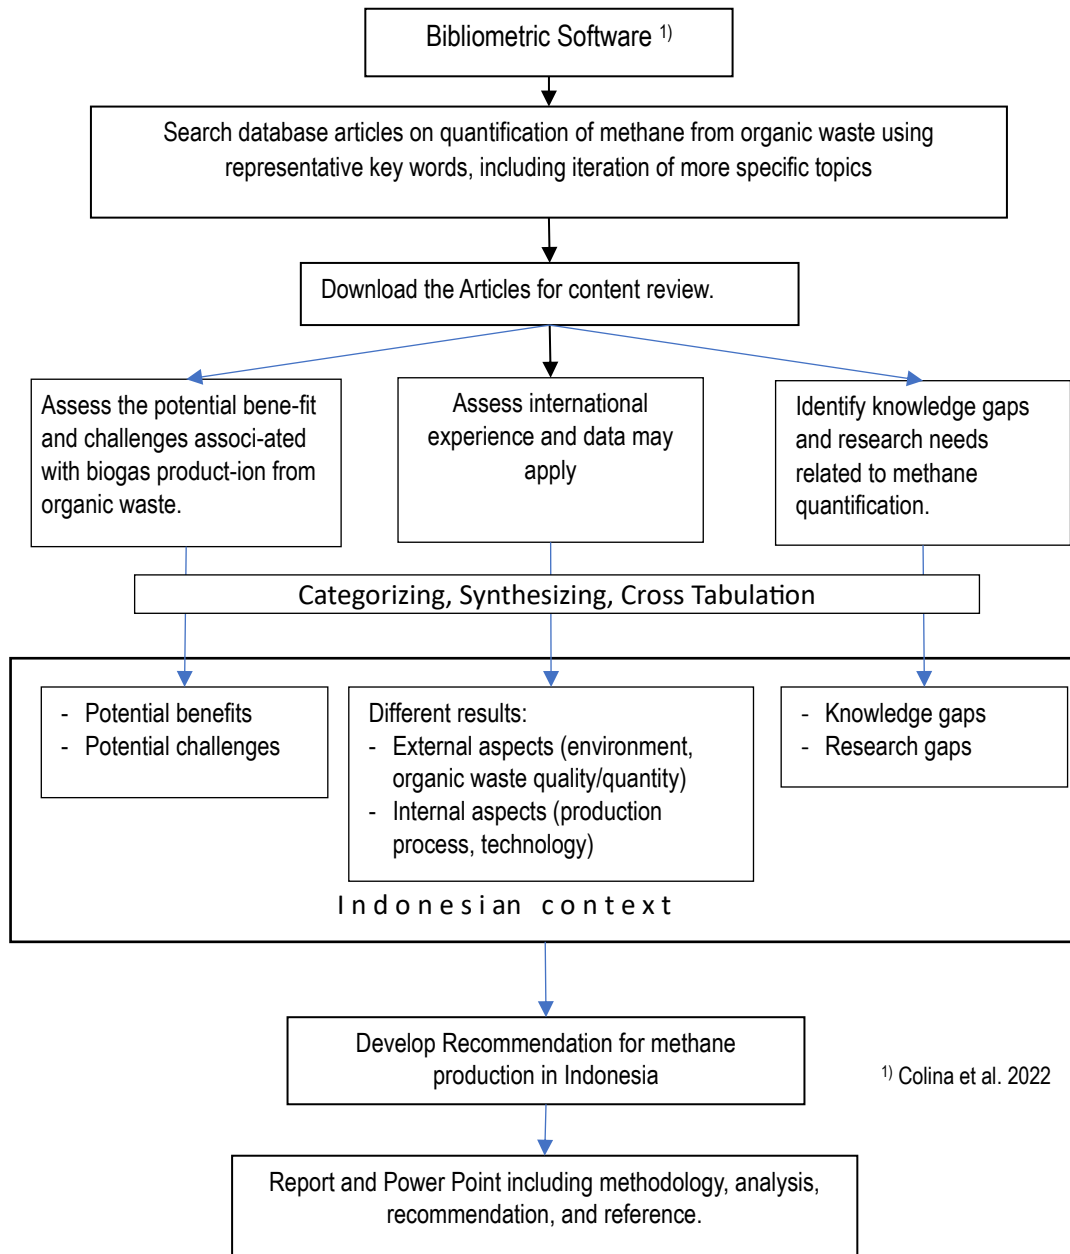 Bibliometric Software 1)
Search database articles on quantification of methane from organic waste using
representative key words, including iteration of more specific topics
Download the Articles for content review.
Assess the potential bene-fit
and challenges associ-ated
with biogas product-ion from
organic waste.
Assess international
experience and data may
apply
Identify knowledge gaps
and research needs
related to methane
quantification.
Categorizing, Synthesizing, Cross Tabulation
- Potential benefits
- Potential challenges
Different results:
- External aspects (environment,
organic waste quality/quantity)
- Internal aspects (production
process, technology)
- Knowledge gaps
- Research gaps
Indonesian context
Develop Recommendation for methane
production in Indonesia
1) Colina et al. 2022
Report and Power Point including methodology, analysis,
recommendation, and reference.